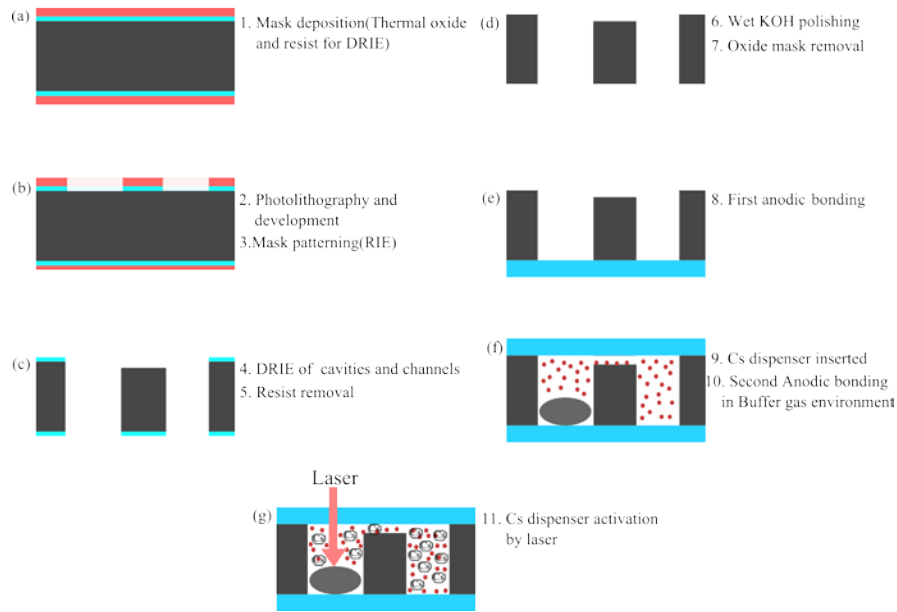 (a)
1. Mask deposition(Thermal oxide
and resist for DRIE)
(b)
2. Photolithography and
development
3.Mask patterning(RIE)
(c)
4. DRIE of cavities and channels
5. Resist removal
(d)
6. Wet KOH polishing
7. Oxide mask removal
(e)
8. First anodic bonding
(f)
9. Cs dispenser inserted
10. Second Anodic bonding
in Buffer gas environment
Laser
(g)
11. Cs dispenser activation
by laser